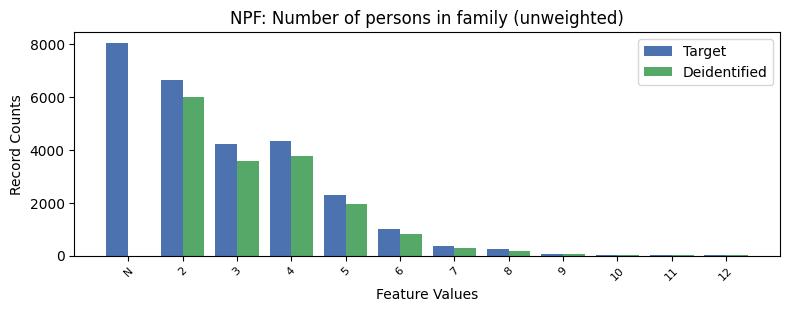 NPF: Number of persons in family (unweighted)
Target
Deidentified
Record Counts
8000
6000
4000
2000
0
N 2 3 4 5 6 7 8 9 10 11 12
Feature Values